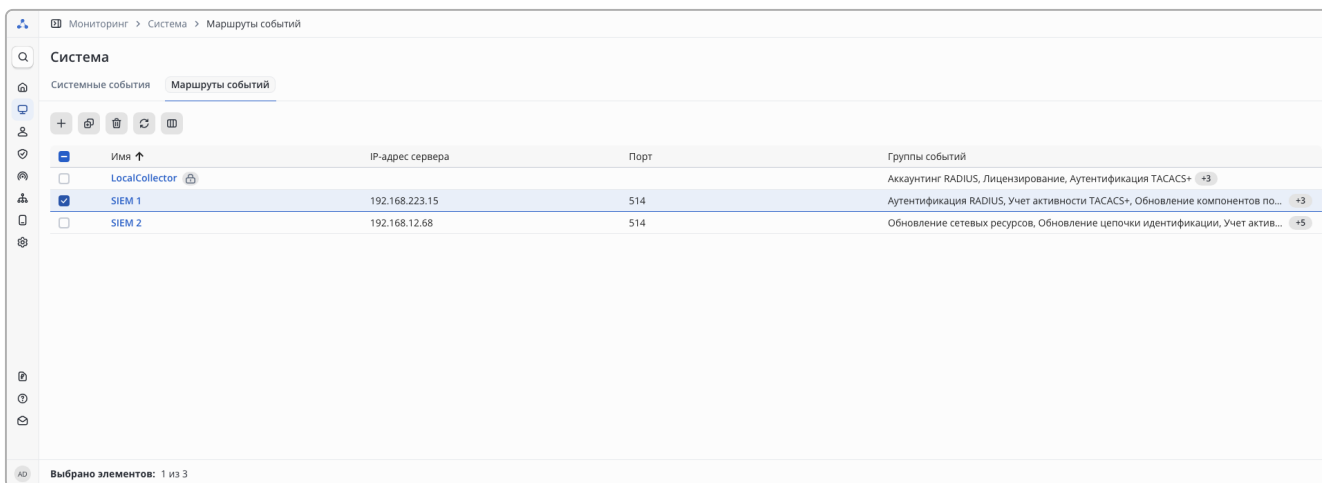 Мониторинг > Система > Маршруты событий
Система
Системные события Маршруты событий
Имя IP-адрес сервера Порт Группы событий
LocalCollector Аккаунтинг RADIUS, Лицензирование, Аутентификация TACACS+ +3
SIEM 1 192.168.223.15 514 Аутентификация RADIUS, Учет активности TACACS+, Обновление компонентов по... +3
SIEM 2 192.168.12.68 514 Обновление сетевых ресурсов, Обновление цепочки идентификации, Учет актив... +5
AD Выбрано элементов: 1 из 3